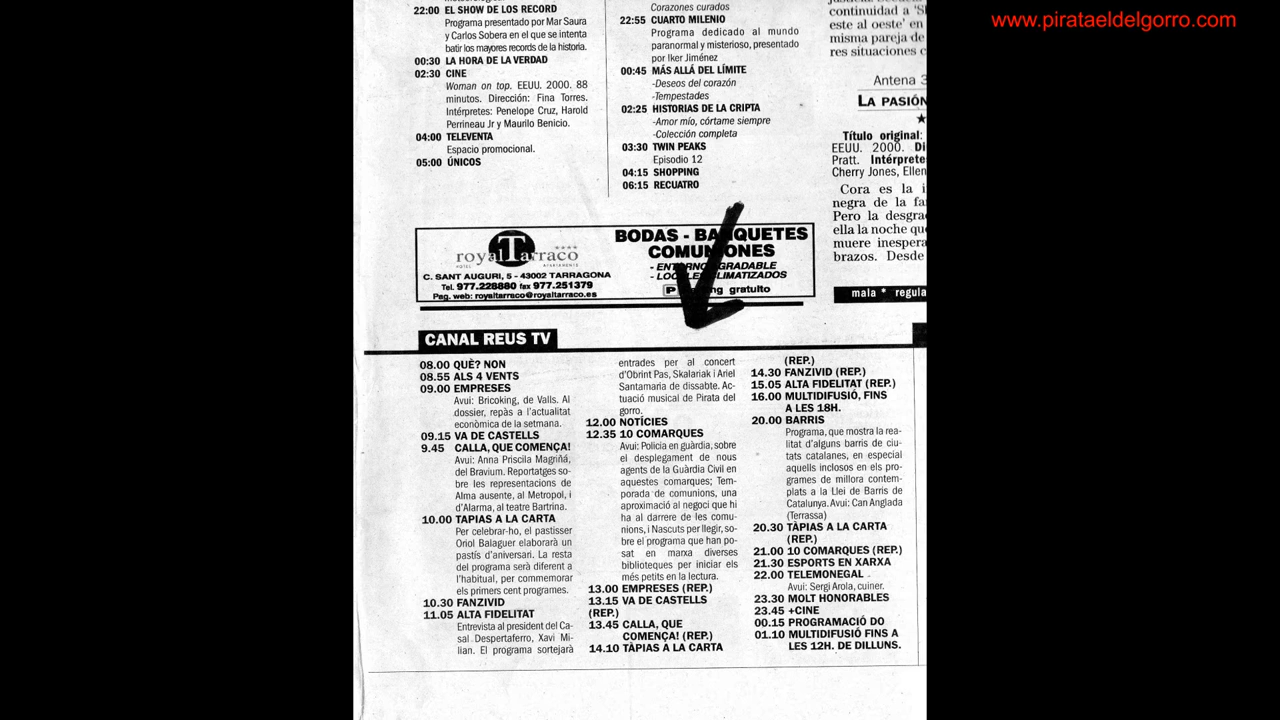 www.pirataeldelgorro.com
22:00 EL SHOW DE LOS RECORD
Programa presentado por Mar Saura
y Carlos Sobera en el que se intenta
batir los mayores records de la historia.
00:30 LA HORA DE LA VERDAD
02:30 CINE
Woman on top. EEUU. 2000. 88
minutos. Dirección: Fina Torres.
Intérpretes: Penelope Cruz, Harold
Perrineau Jr y Maurilo Benicio.
04:00 TELEVENTA
Espacio promocional.
05:00 ÚNICOS
Corazones curados
22:55 CUARTO MILENIO
Programa dedicado al mundo
paranormal y misterioso, presentado
por Iker Jiménez
00:45 MÁS ALLÁ DEL LÍMITE
-Deseos del corazón
-Tempestades
02:25 HISTORIAS DE LA CRIPTA
-Amor mío, córtame siempre
-Colección completa
03:30 TWIN PEAKS
Episodio 12
04:15 SHOPPING
06:15 RECUATRO
continuidad a 'S
este al oeste' en
misma pareja de
res situaciones c
Antena 3
LA PASIÓN
Título original:
EEUU. 2000. Di
Pratt. Intérprete
Cherry Jones, Ellen
Cora es la i
negra de la fa
Pero la desgra
ella la noche que
muere inespera
brazos. Desde
mala * regula
royal Tarraco
HOTEL APARTAMENTS
C. SANT AUGURI, 5 - 43002 TARRAGONA
Tel. 977.228880 fax 977.251379
Pag. web: royaltarraco@royaltarraco.es
BODAS - BANQUETES
COMUNIONES
- ENTORNO AGRADABLE
- LOCALES CLIMATIZADOS
P gratuito
CANAL REUS TV
08.00 QUÈ? NON
08.55 ALS 4 VENTS
09.00 EMPRESES
Avui: Bricoking, de Valls. Al
dossier, repàs a l'actualitat
econòmica de la setmana.
09.15 VA DE CASTELLS
9.45 CALLA, QUE COMENÇA!
Avui: Anna Priscila Magriñá,
del Bravium. Reportatges so-
bre les representacions de
Alma ausente, al Metropol, i
d'Alarma, al teatre Bartrina.
10.00 TAPIAS A LA CARTA
Per celebrar-ho, el pastisser
Oriol Balaguer elaborarà un
pastís d'aniversari. La resta
del programa serà diferent a
l'habitual, per commemorar
els primers cent programes.
10.30 FANZIVID
11.05 ALTA FIDELITAT
Entrevista al president del Ca-
sal Despertaferro, Xavi Mi-
lian. El programa sortejarà
entrades per al concert
d'Obrint Pas, Skalariak i Ariel
Santamaria de dissabte. Ac-
tuació musical de Pirata del
gorro.
12.00 NOTÍCIES
12.35 10 COMARQUES
Avui: Policia en guàrdia, sobre
el desplegament de nous
agents de la Guàrdia Civil en
aquestes comarques; Tem-
porada de comunions, una
aproximació al negoci que hi
ha al darrere de les comu-
nions, i Nascuts per llegir, so-
bre el programa que han po-
sat en marxa diverses
biblioteques per iniciar els
més petits en la lectura.
13.00 EMPRESES (REP.)
13.15 VA DE CASTELLS
(REP.)
13.45 CALLA, QUE
COMENÇA! (REP.)
14.10 TÀPIAS A LA CARTA
(REP.)
14.30 FANZIVID (REP.)
15.05 ALTA FIDELITAT (REP.)
16.00 MULTIDIFUSIÓ, FINS
A LES 18H.
20.00 BARRIS
Programa, que mostra la rea-
litat d'alguns barris de ciu-
tats catalanes, en especial
aquells inclosos en els pro-
grames de millora contem-
plats a la Llei de Barris de
Catalunya. Avui: Can Anglada
(Terrassa)
20.30 TÀPIAS A LA CARTA
(REP.)
21.00 10 COMARQUES (REP.)
21.30 ESPORTS EN XARXA
22.00 TELEMONEGAL
Avui: Sergi Arola, cuiner.
23.30 MOLT HONORABLES
23.45 +CINE
00.15 PROGRAMACIÓ DO
01.10 MULTIDIFUSIÓ FINS A
LES 12H. DE DILLUNS.